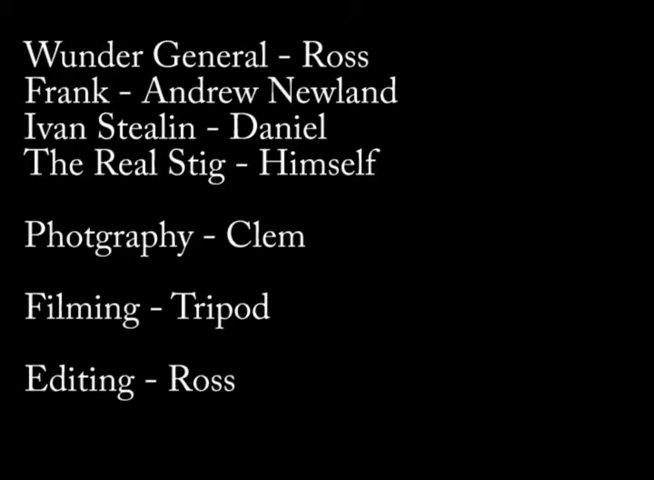 Wunder General - Ross
Frank - Andrew Newland
Ivan Stealin - Daniel
The Real Stig - Himself
Photgraphy - Clem
Filming - Tripod
Editing - Ross